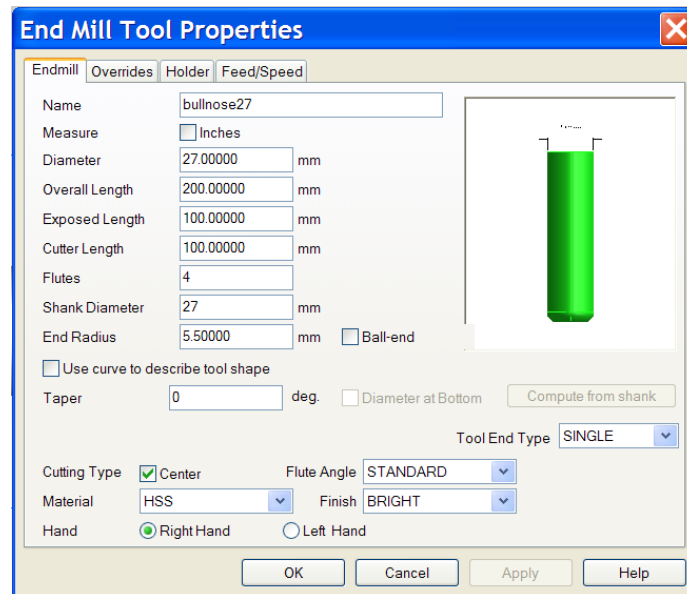 End Mill Tool Properties
Endmill Overrides Holder Feed/Speed
Name bullnose27
Measure Inches
Diameter 27.00000 mm
Overall Length 200.00000 mm
Exposed Length 100.00000 mm
Cutter Length 100.00000 mm
Flutes 4
Shank Diameter 27 mm
End Radius 5.50000 mm Ball-end
Use curve to describe tool shape
Taper 0 deg. Diameter at Bottom Compute from shank
Tool End Type SINGLE
Cutting Type Center Flute Angle STANDARD
Material HSS Finish BRIGHT
Hand Right Hand Left Hand
OK Cancel Apply Help